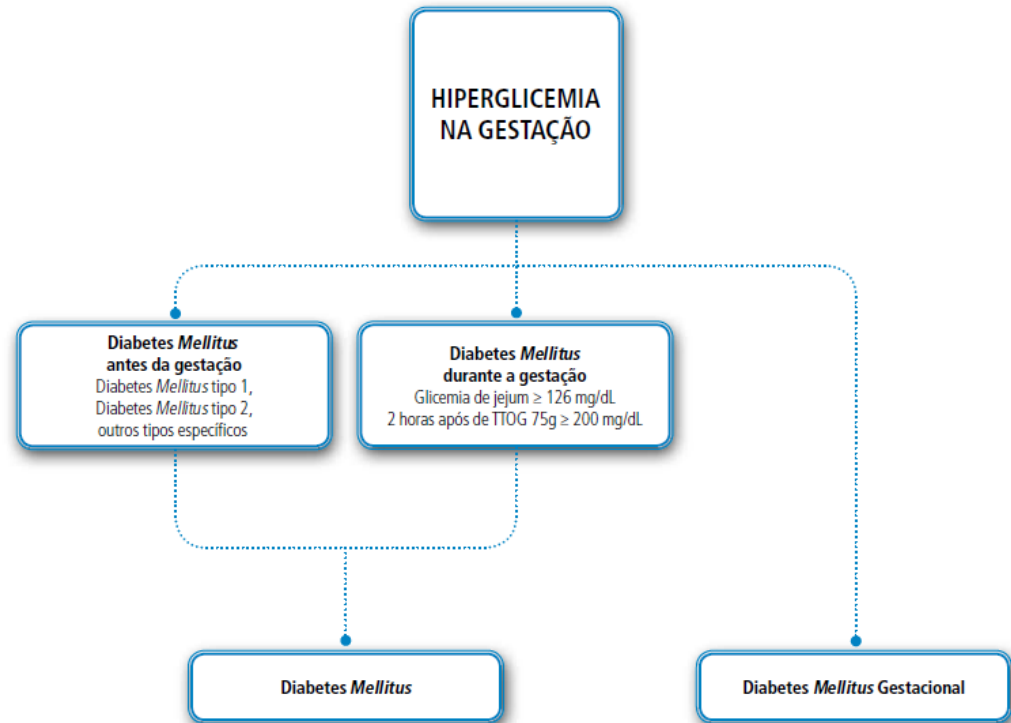 HIPERGLICEMIA
NA GESTAÇÃO
Diabetes Mellitus
antes da gestação
Diabetes Mellitus tipo 1,
Diabetes Mellitus tipo 2,
outros tipos específicos
Diabetes Mellitus
durante a gestação
Glicemia de jejum ≥ 126 mg/dL
2 horas após de TTOG 75g ≥ 200 mg/dL
Diabetes Mellitus
Diabetes Mellitus Gestacional